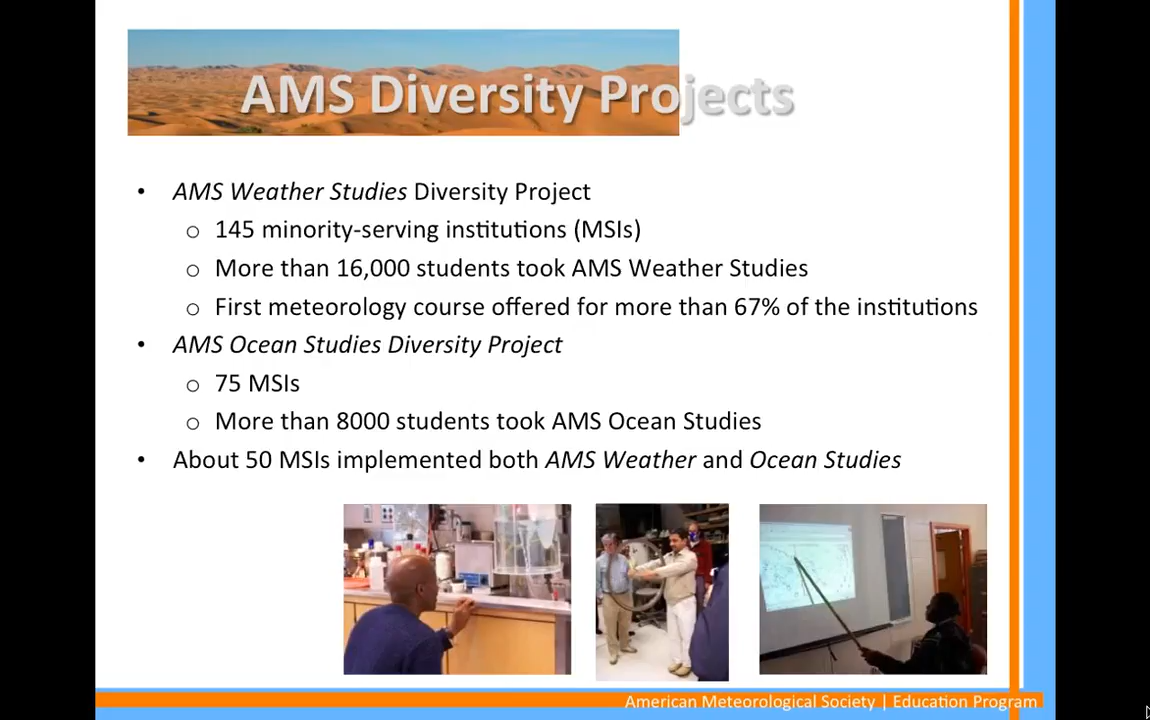 AMS Diversity Projects
• AMS Weather Studies Diversity Project
o 145 minority-serving institutions (MSIs)
o More than 16,000 students took AMS Weather Studies
o First meteorology course offered for more than 67% of the institutions
• AMS Ocean Studies Diversity Project
o 75 MSIs
o More than 8000 students took AMS Ocean Studies
• About 50 MSIs implemented both AMS Weather and Ocean Studies
American Meteorological Society | Education Program